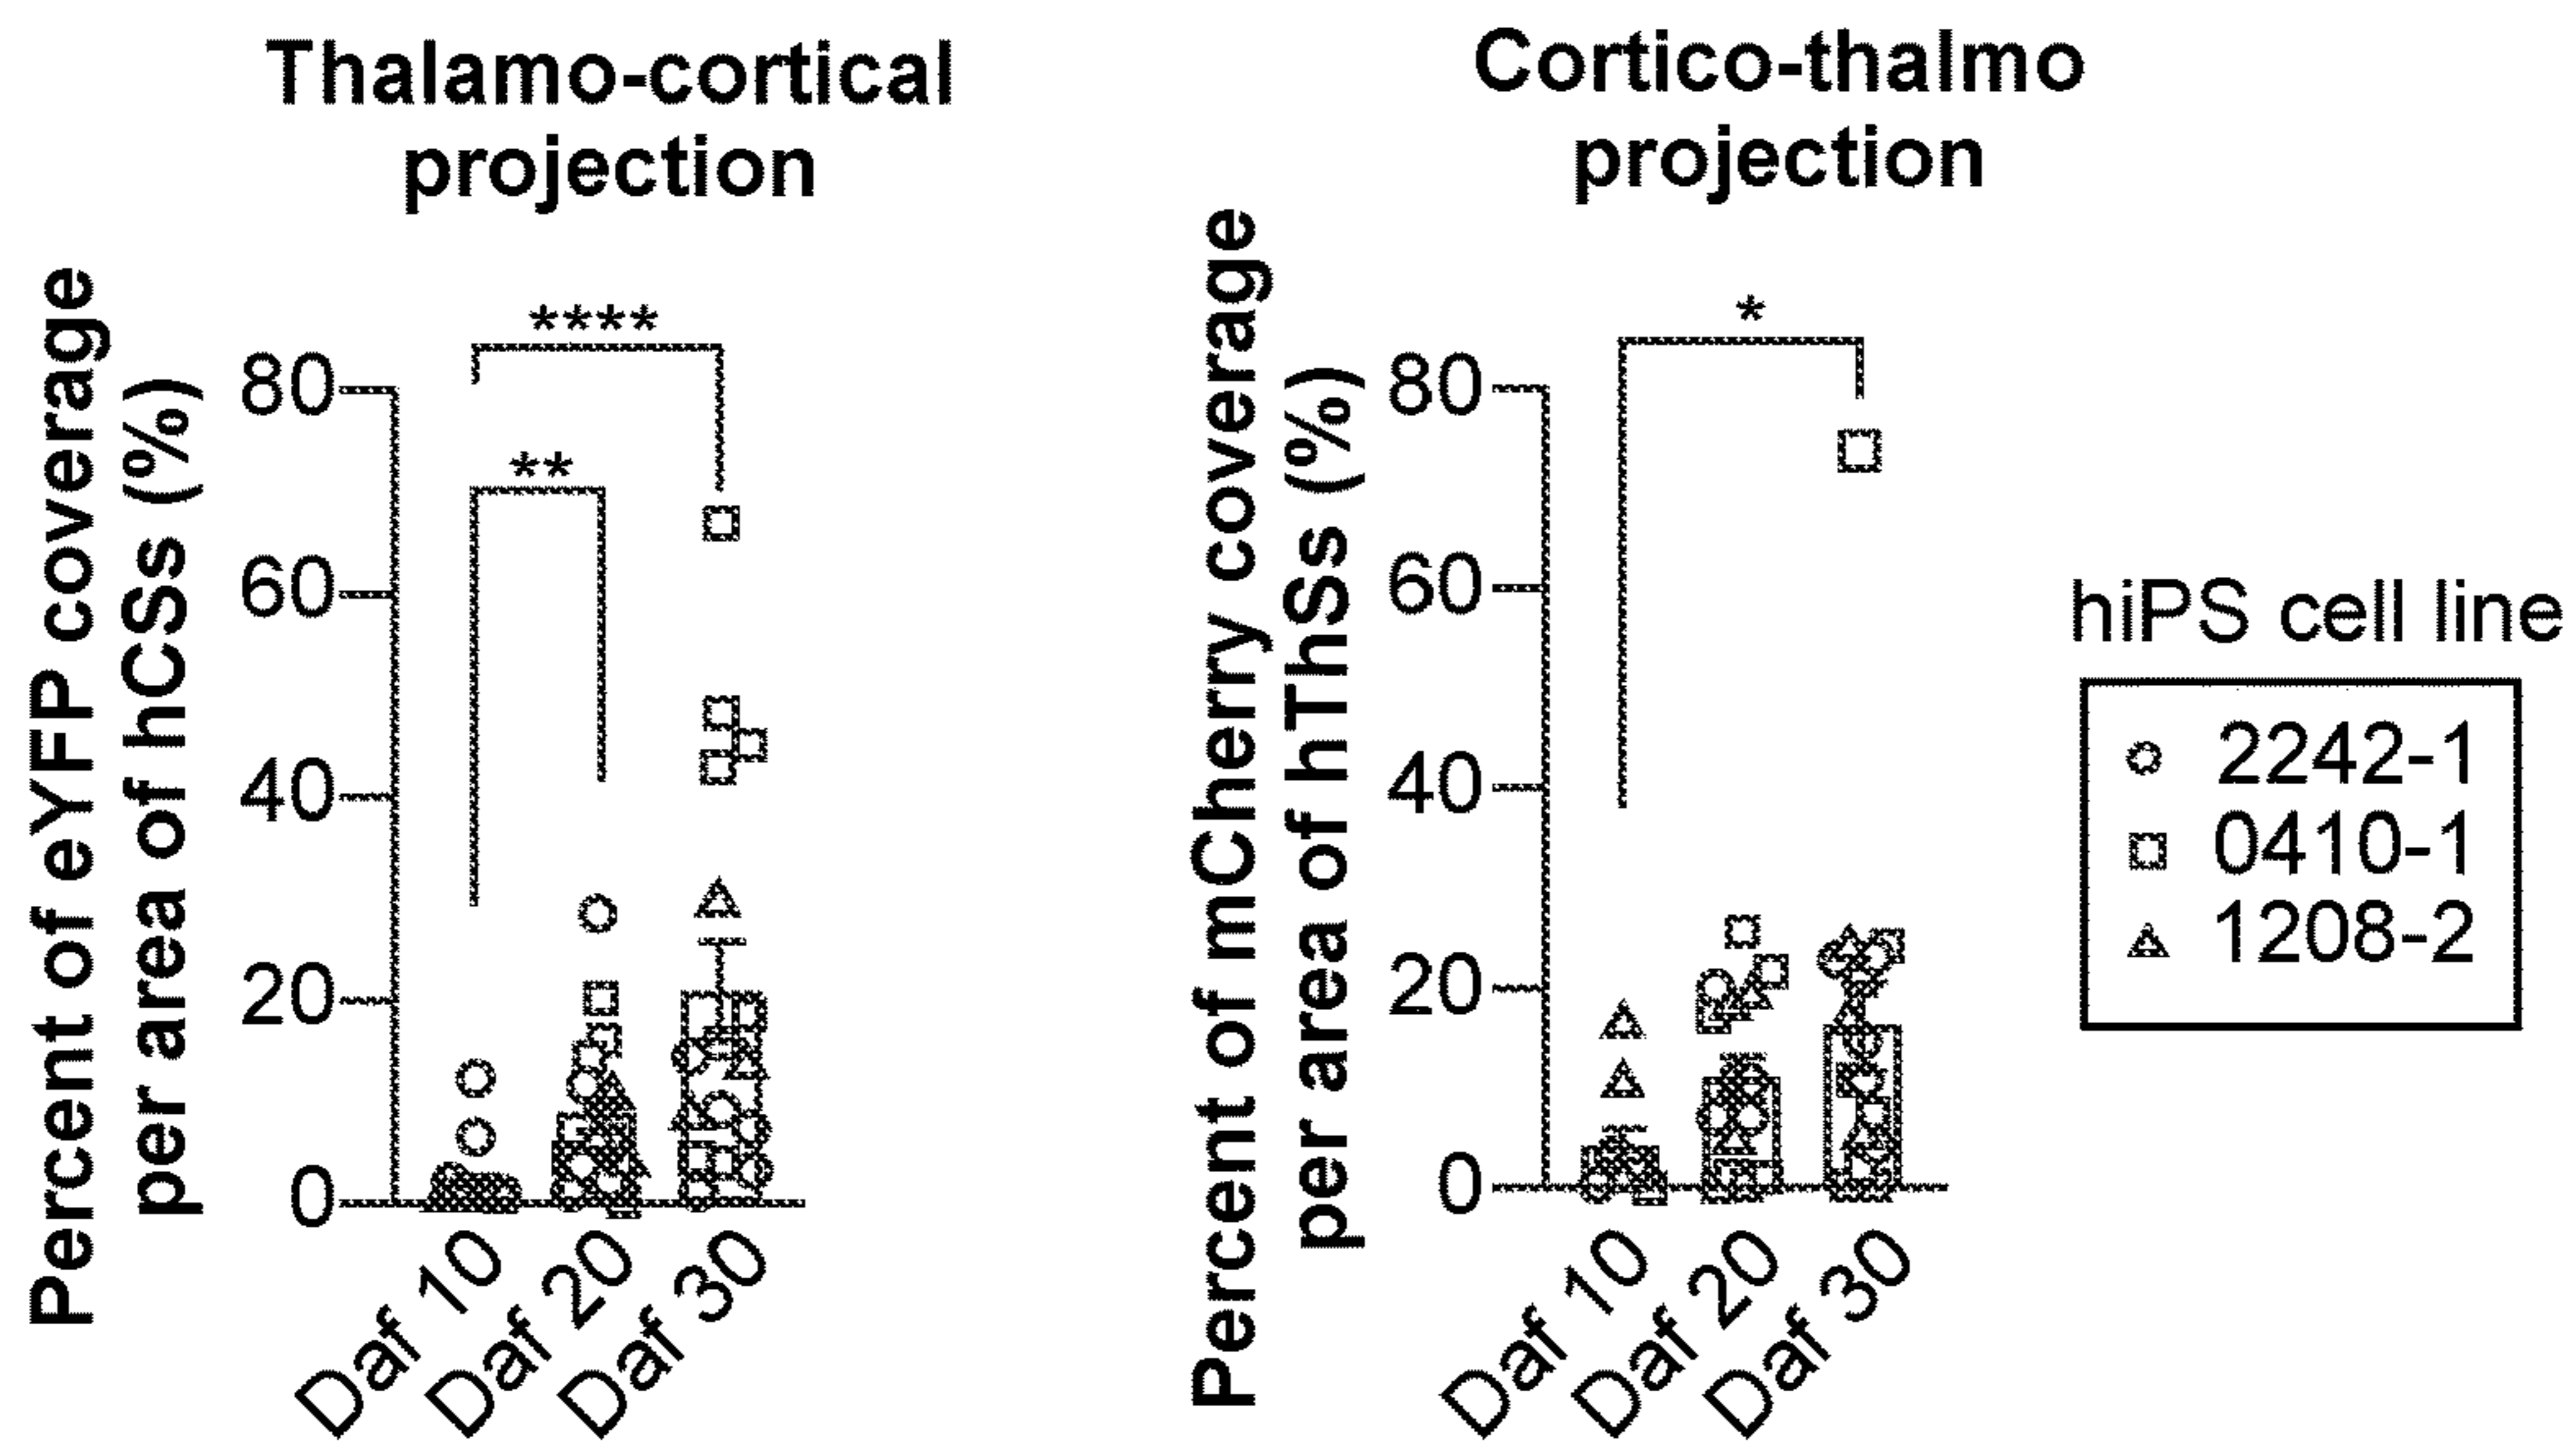 Thalamo-cortical
projection
Percent of eYFP coverage
per area of hCSs (%)
80
60
40
20
0
****
**
Daf 10
Daf 20
Daf 30
Cortico-thalmo
projection
Percent of mCherry coverage
per area of hThSs (%)
80
60
40
20
0
*
Daf 10
Daf 20
Daf 30
hiPS cell line
2242-1
0410-1
1208-2